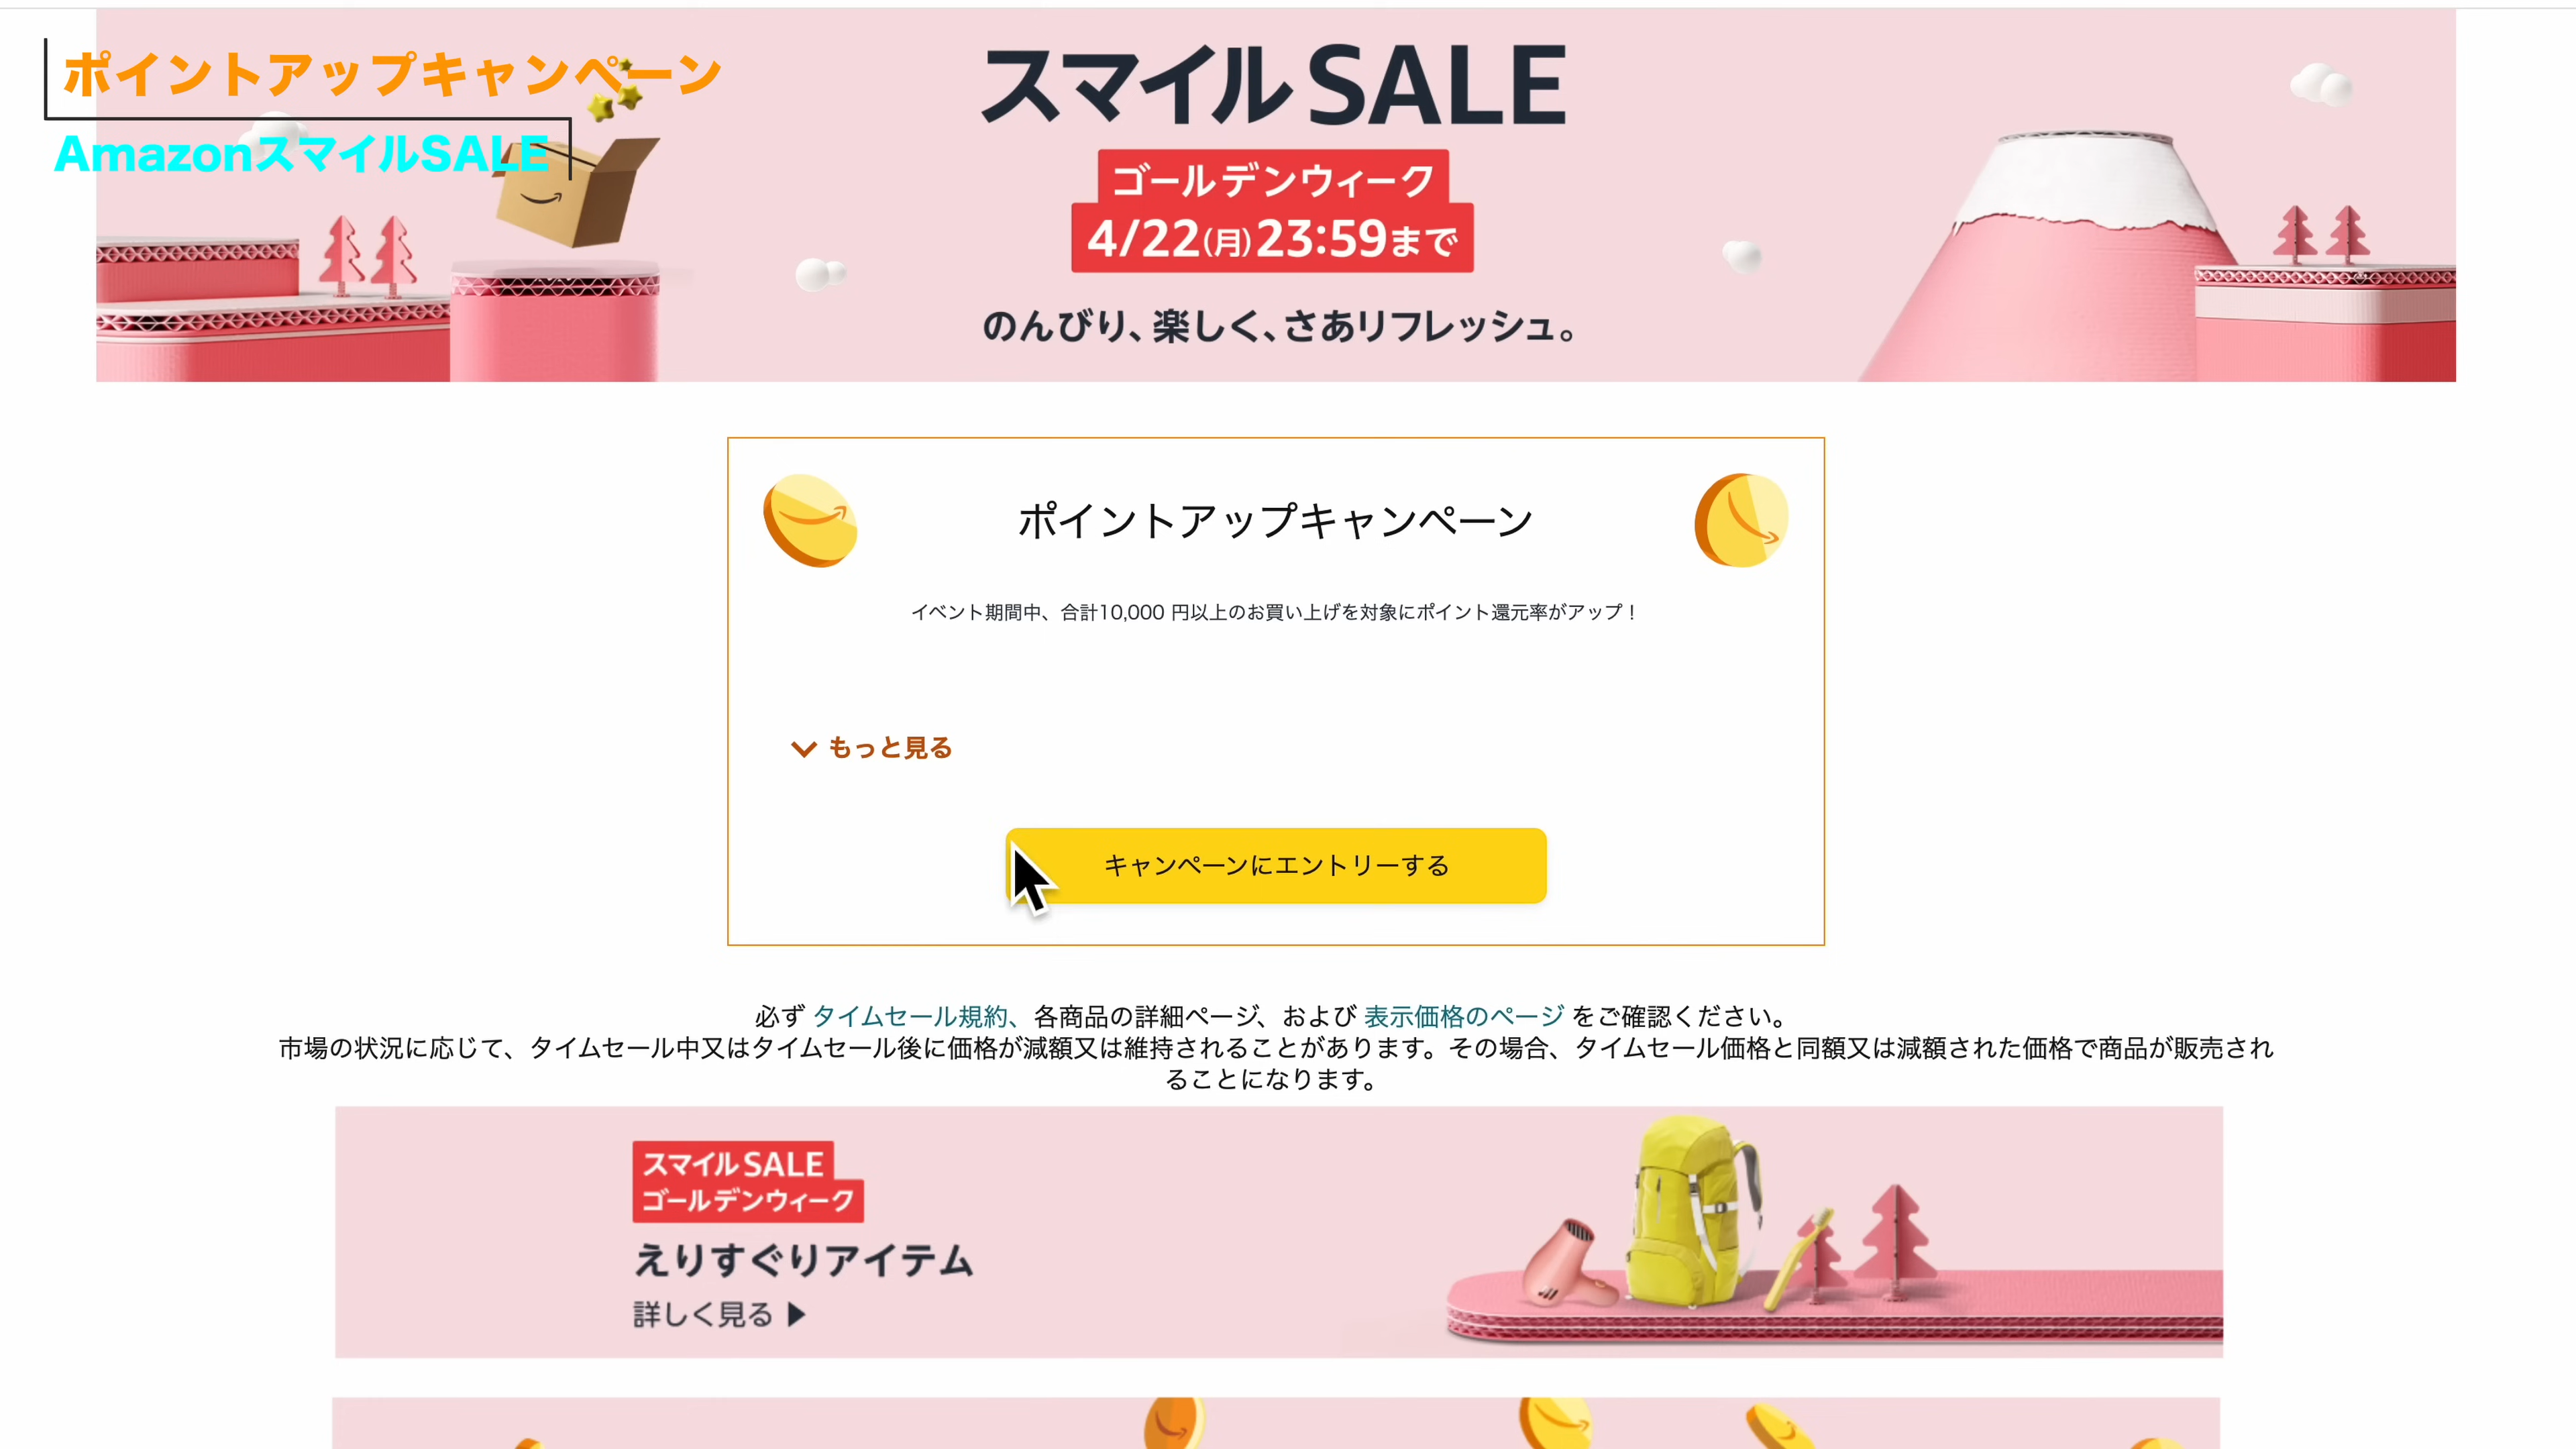 ポイントアップキャンペーン
AmazonスマイルSALE
スマイルSALE
ゴールデンウィーク
4/22(月)23:59まで
のんびり、楽しく、さあリフレッシュ。
ポイントアップキャンペーン
イベント期間中、合計10,000 円以上のお買い上げを対象にポイント還元率がアップ！
もっと見る
キャンペーンにエントリーする
必ず タイムセール規約、各商品の詳細ページ、および 表示価格のページ をご確認ください。
市場の状況に応じて、タイムセール中又はタイムセール後に価格が減額又は維持されることがあります。その場合、タイムセール価格と同額又は減額された価格で商品が販売され
ることになります。
スマイルSALE
ゴールデンウィーク
えりすぐりアイテム
詳しく見る ▶